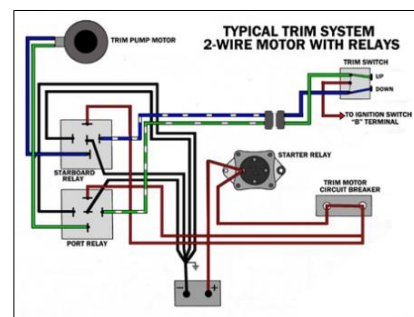 TYPICAL TRIM SYSTEM
2-WIRE MOTOR WITH RELAYS
TRIM PUMP MOTOR
TRIM SWITCH
UP
DOWN
TO IGNITION SWITCH
"B" TERMINAL
STARBOARD
RELAY
STARTER RELAY
TRIM MOTOR
CIRCUIT BREAKER
PORT RELAY
- +